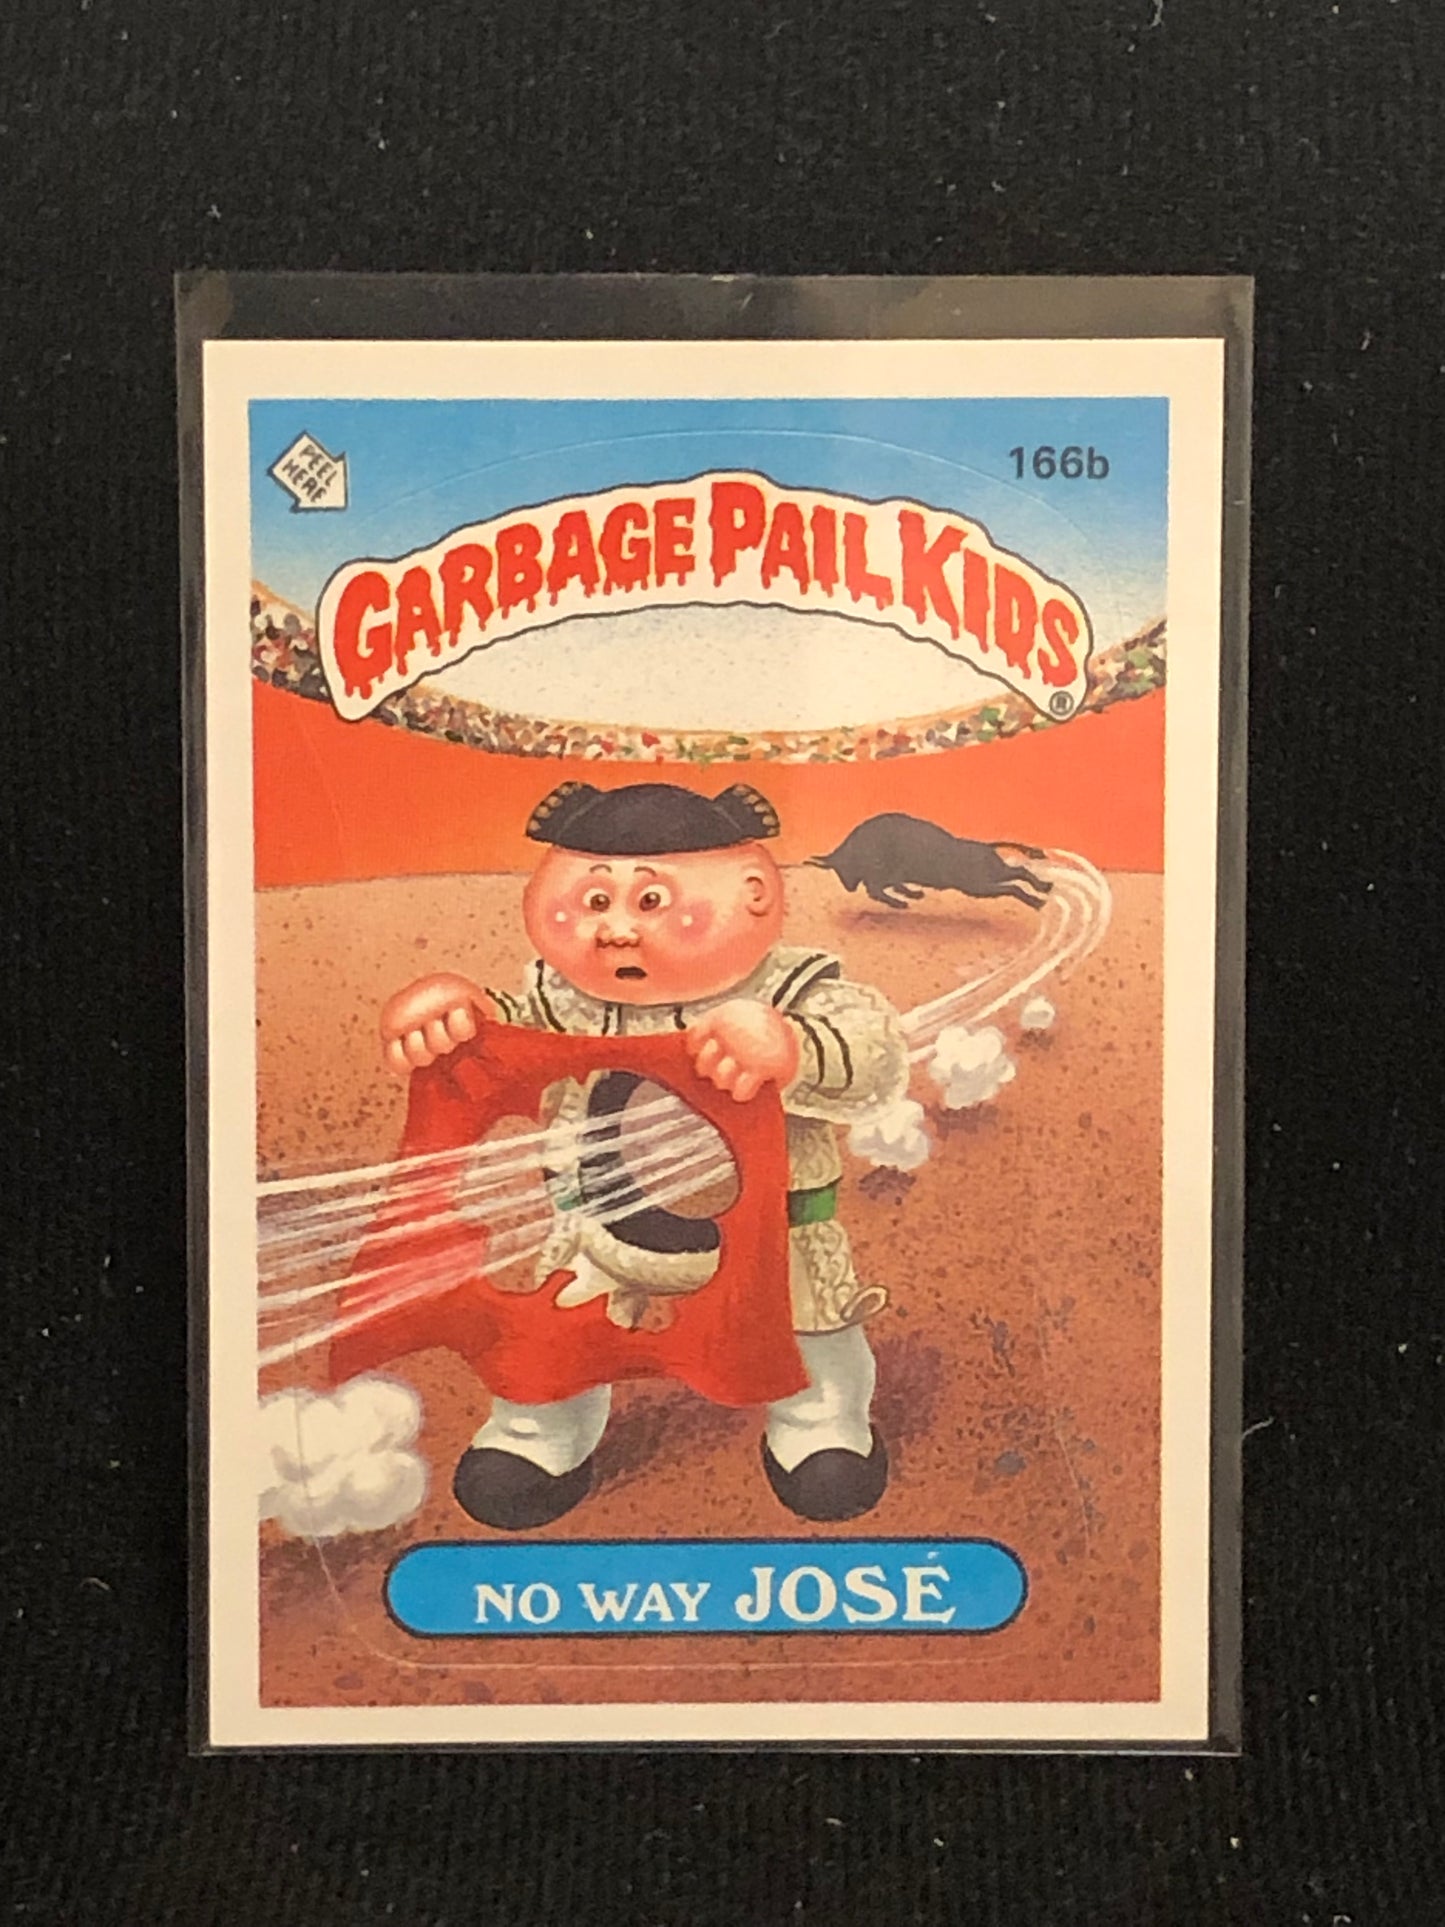 PEEL
HERE
166b
GARBAGE PAIL KIDS
®
NO WAY JOSÉ